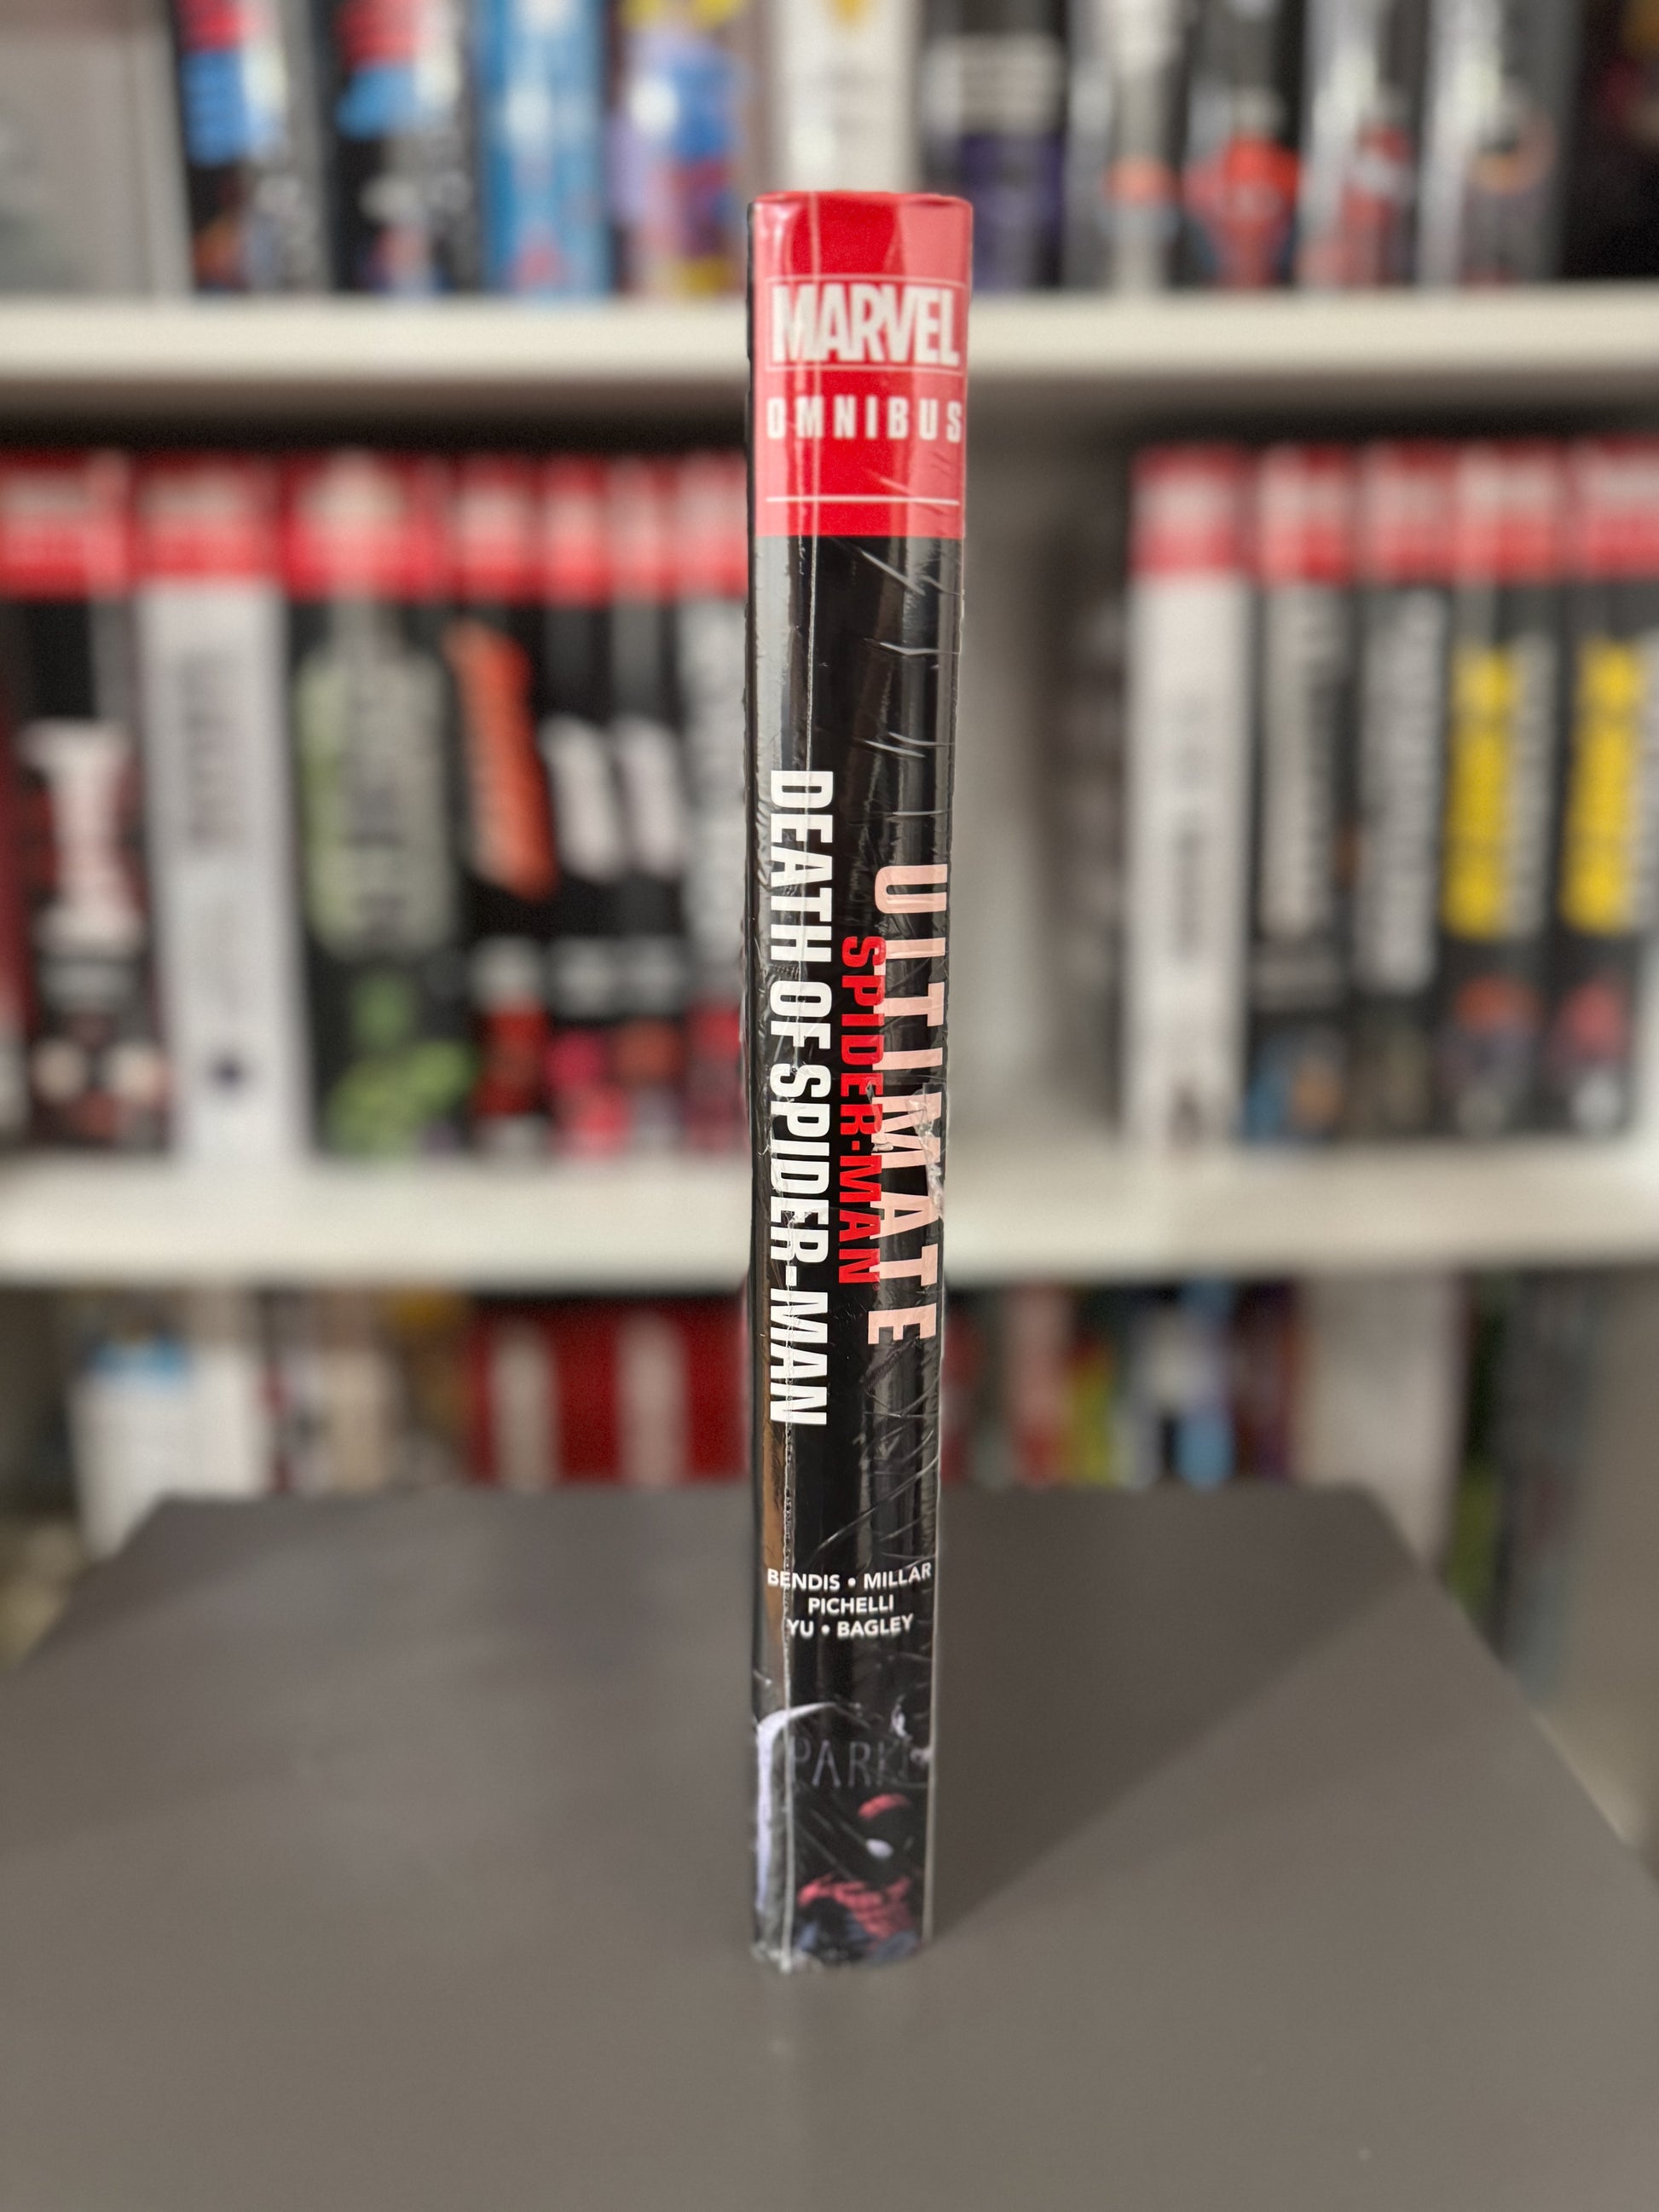 MARVEL
OMNIBUS
ULTIMATE
SPIDER-MAN
DEATH OF SPIDER-MAN
BENDIS • MILLAR
PICHELLI
YU • BAGLEY